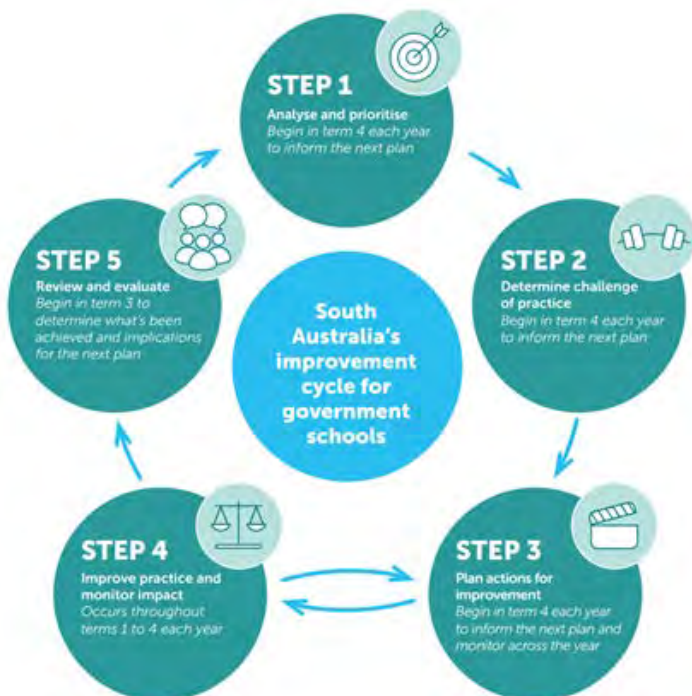 STEP 1
Analyse and prioritise
Begin in term 4 each year
to inform the next plan
STEP 2
Determine challenge
of practice
Begin in term 4 each year
to inform the next plan
STEP 3
Plan actions for
improvement
Begin in term 4 each year
to inform the next plan and
monitor across the year
STEP 4
Improve practice and
monitor impact
Occurs throughout
terms 1 to 4 each year
STEP 5
Review and evaluate
Begin in term 3 to
determine what's been
achieved and implications
for the next plan
South
Australia's
improvement
cycle for
government
schools